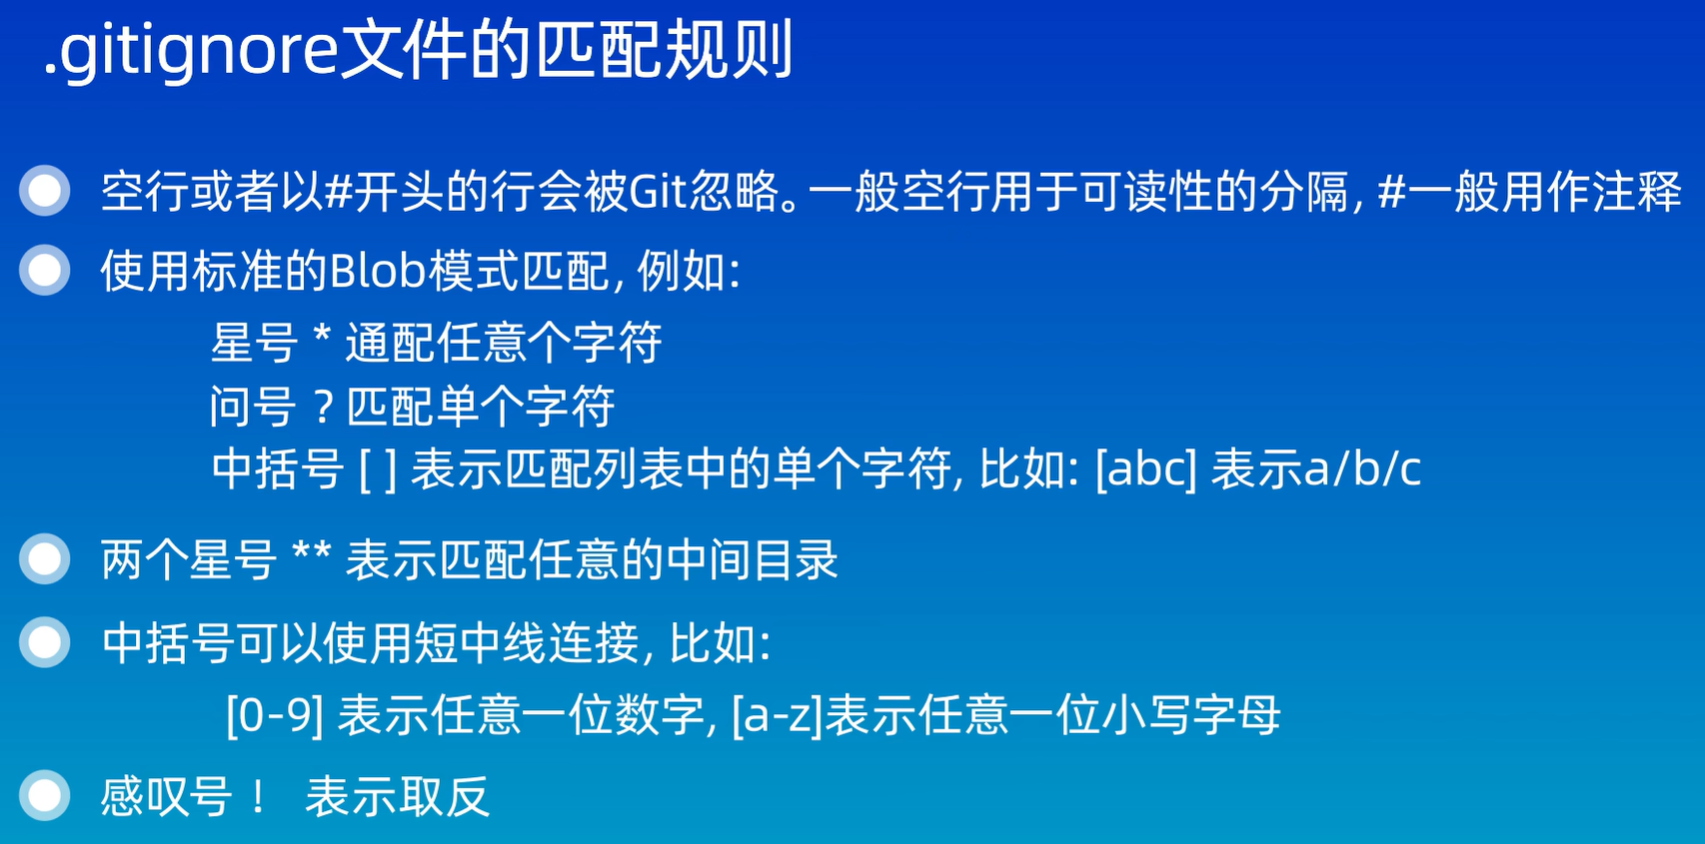 .gitignore文件的匹配规则
空行或者以#开头的行会被Git忽略。一般空行用于可读性的分隔, #一般用作注释
使用标准的Blob模式匹配, 例如:
星号 * 通配任意个字符
问号 ? 匹配单个字符
中括号 [ ] 表示匹配列表中的单个字符, 比如: [abc] 表示a/b/c
两个星号 ** 表示匹配任意的中间目录
中括号可以使用短中线连接, 比如:
[0-9] 表示任意一位数字, [a-z]表示任意一位小写字母
感叹号 ！ 表示取反